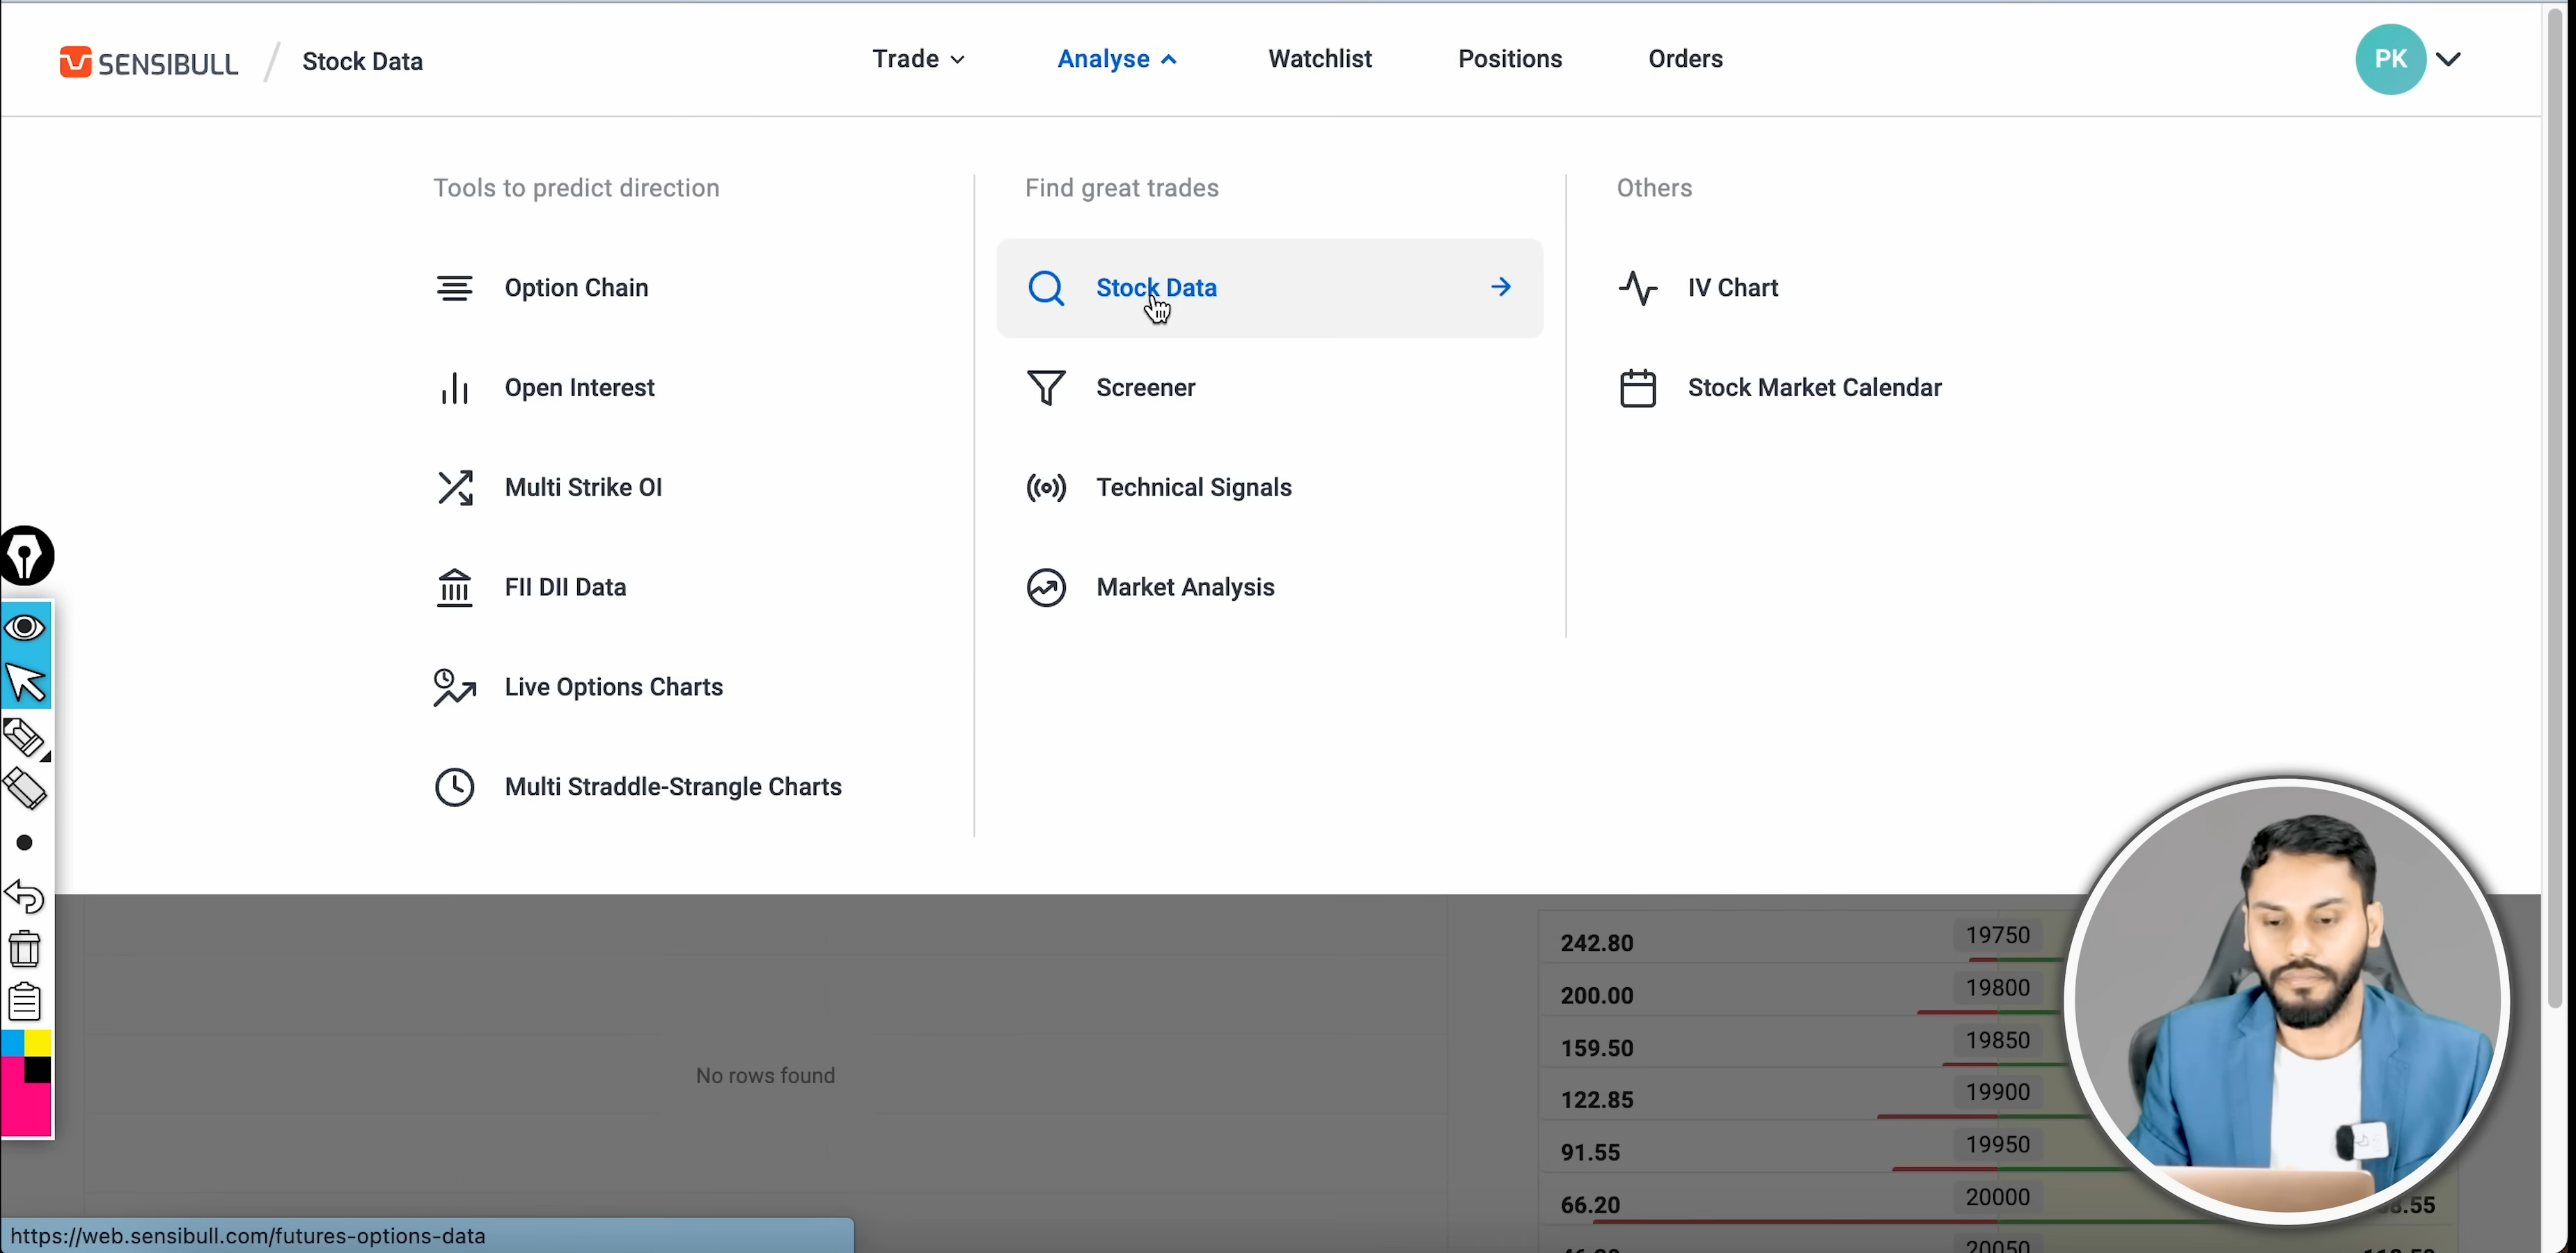 SENSIBULL / Stock Data
Trade
Analyse
Watchlist
Positions
Orders
PK
Tools to predict direction
Option Chain
Open Interest
Multi Strike OI
FII DII Data
Live Options Charts
Multi Straddle-Strangle Charts
Find great trades
Stock Data
Screener
Technical Signals
Market Analysis
Others
IV Chart
Stock Market Calendar
No rows found
242.80 19750
200.00 19800
159.50 19850
122.85 19900
91.55 19950
66.20 20000
20050
https://web.sensibull.com/futures-options-data